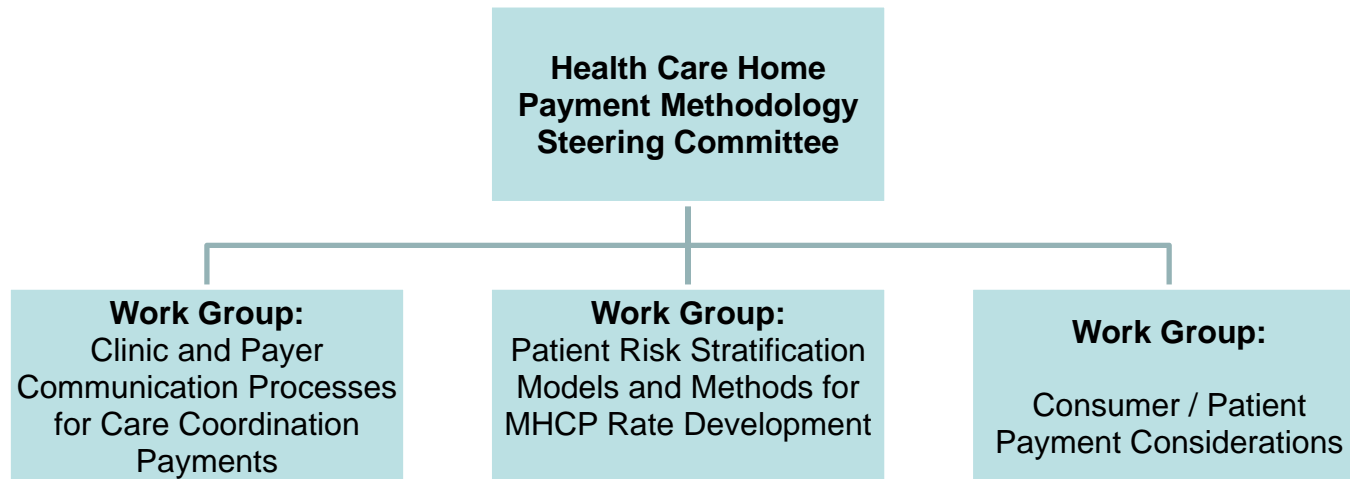 Health Care Home
Payment Methodology
Steering Committee
Work Group:
Clinic and Payer
Communication Processes
for Care Coordination
Payments
Work Group:
Patient Risk Stratification
Models and Methods for
MHCP Rate Development
Work Group:
Consumer / Patient
Payment Considerations